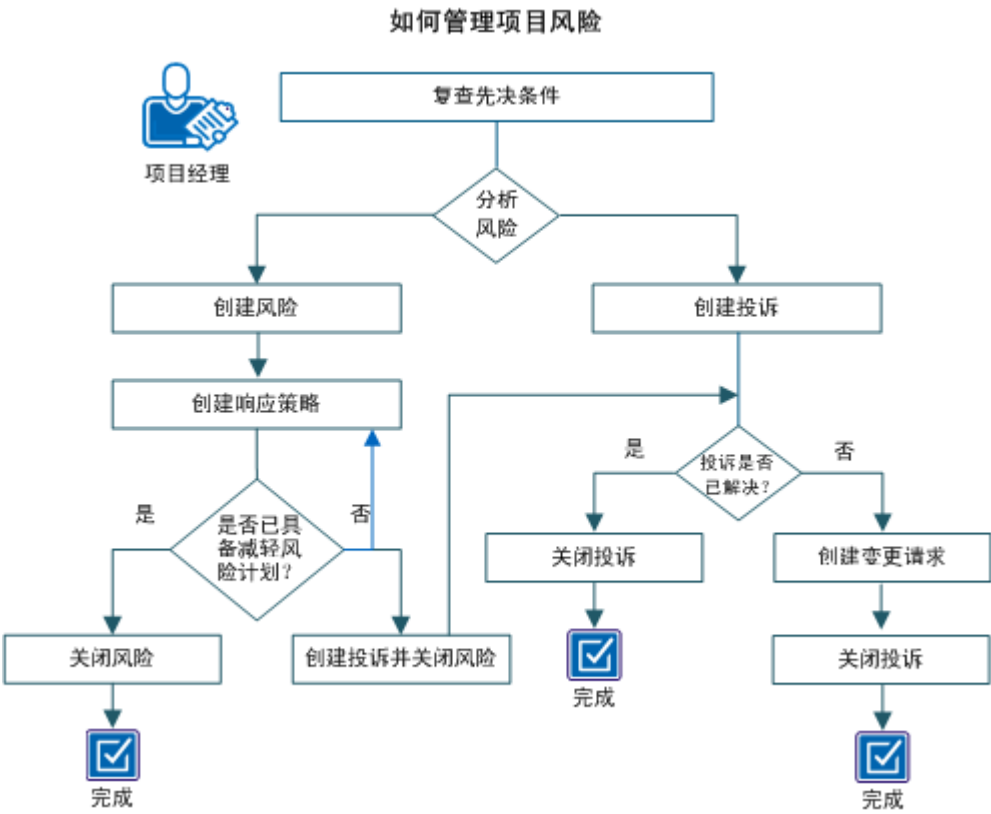 如何管理项目风险
复查先决条件
项目经理
分析
风险
创建风险
创建投诉
创建响应策略
是
否
投诉是否
已解决?
是
否
是否已具
备减轻风
险计划?
关闭投诉
创建变更请求
关闭风险
创建投诉并关闭风险
关闭投诉
完成
完成
完成